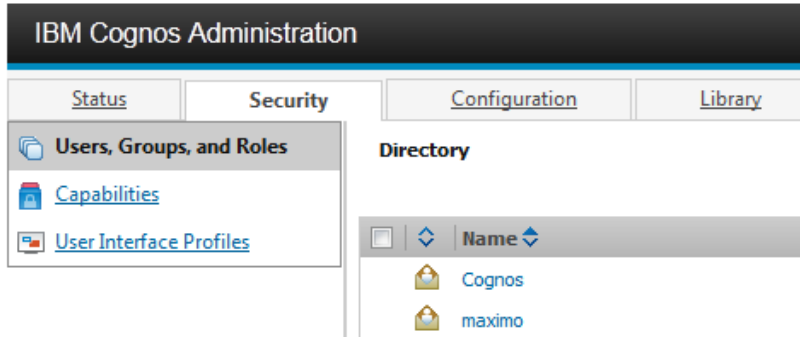 IBM Cognos Administration
Status Security Configuration Library
Users, Groups, and Roles
Capabilities
User Interface Profiles
Directory
Name
Cognos
maximo